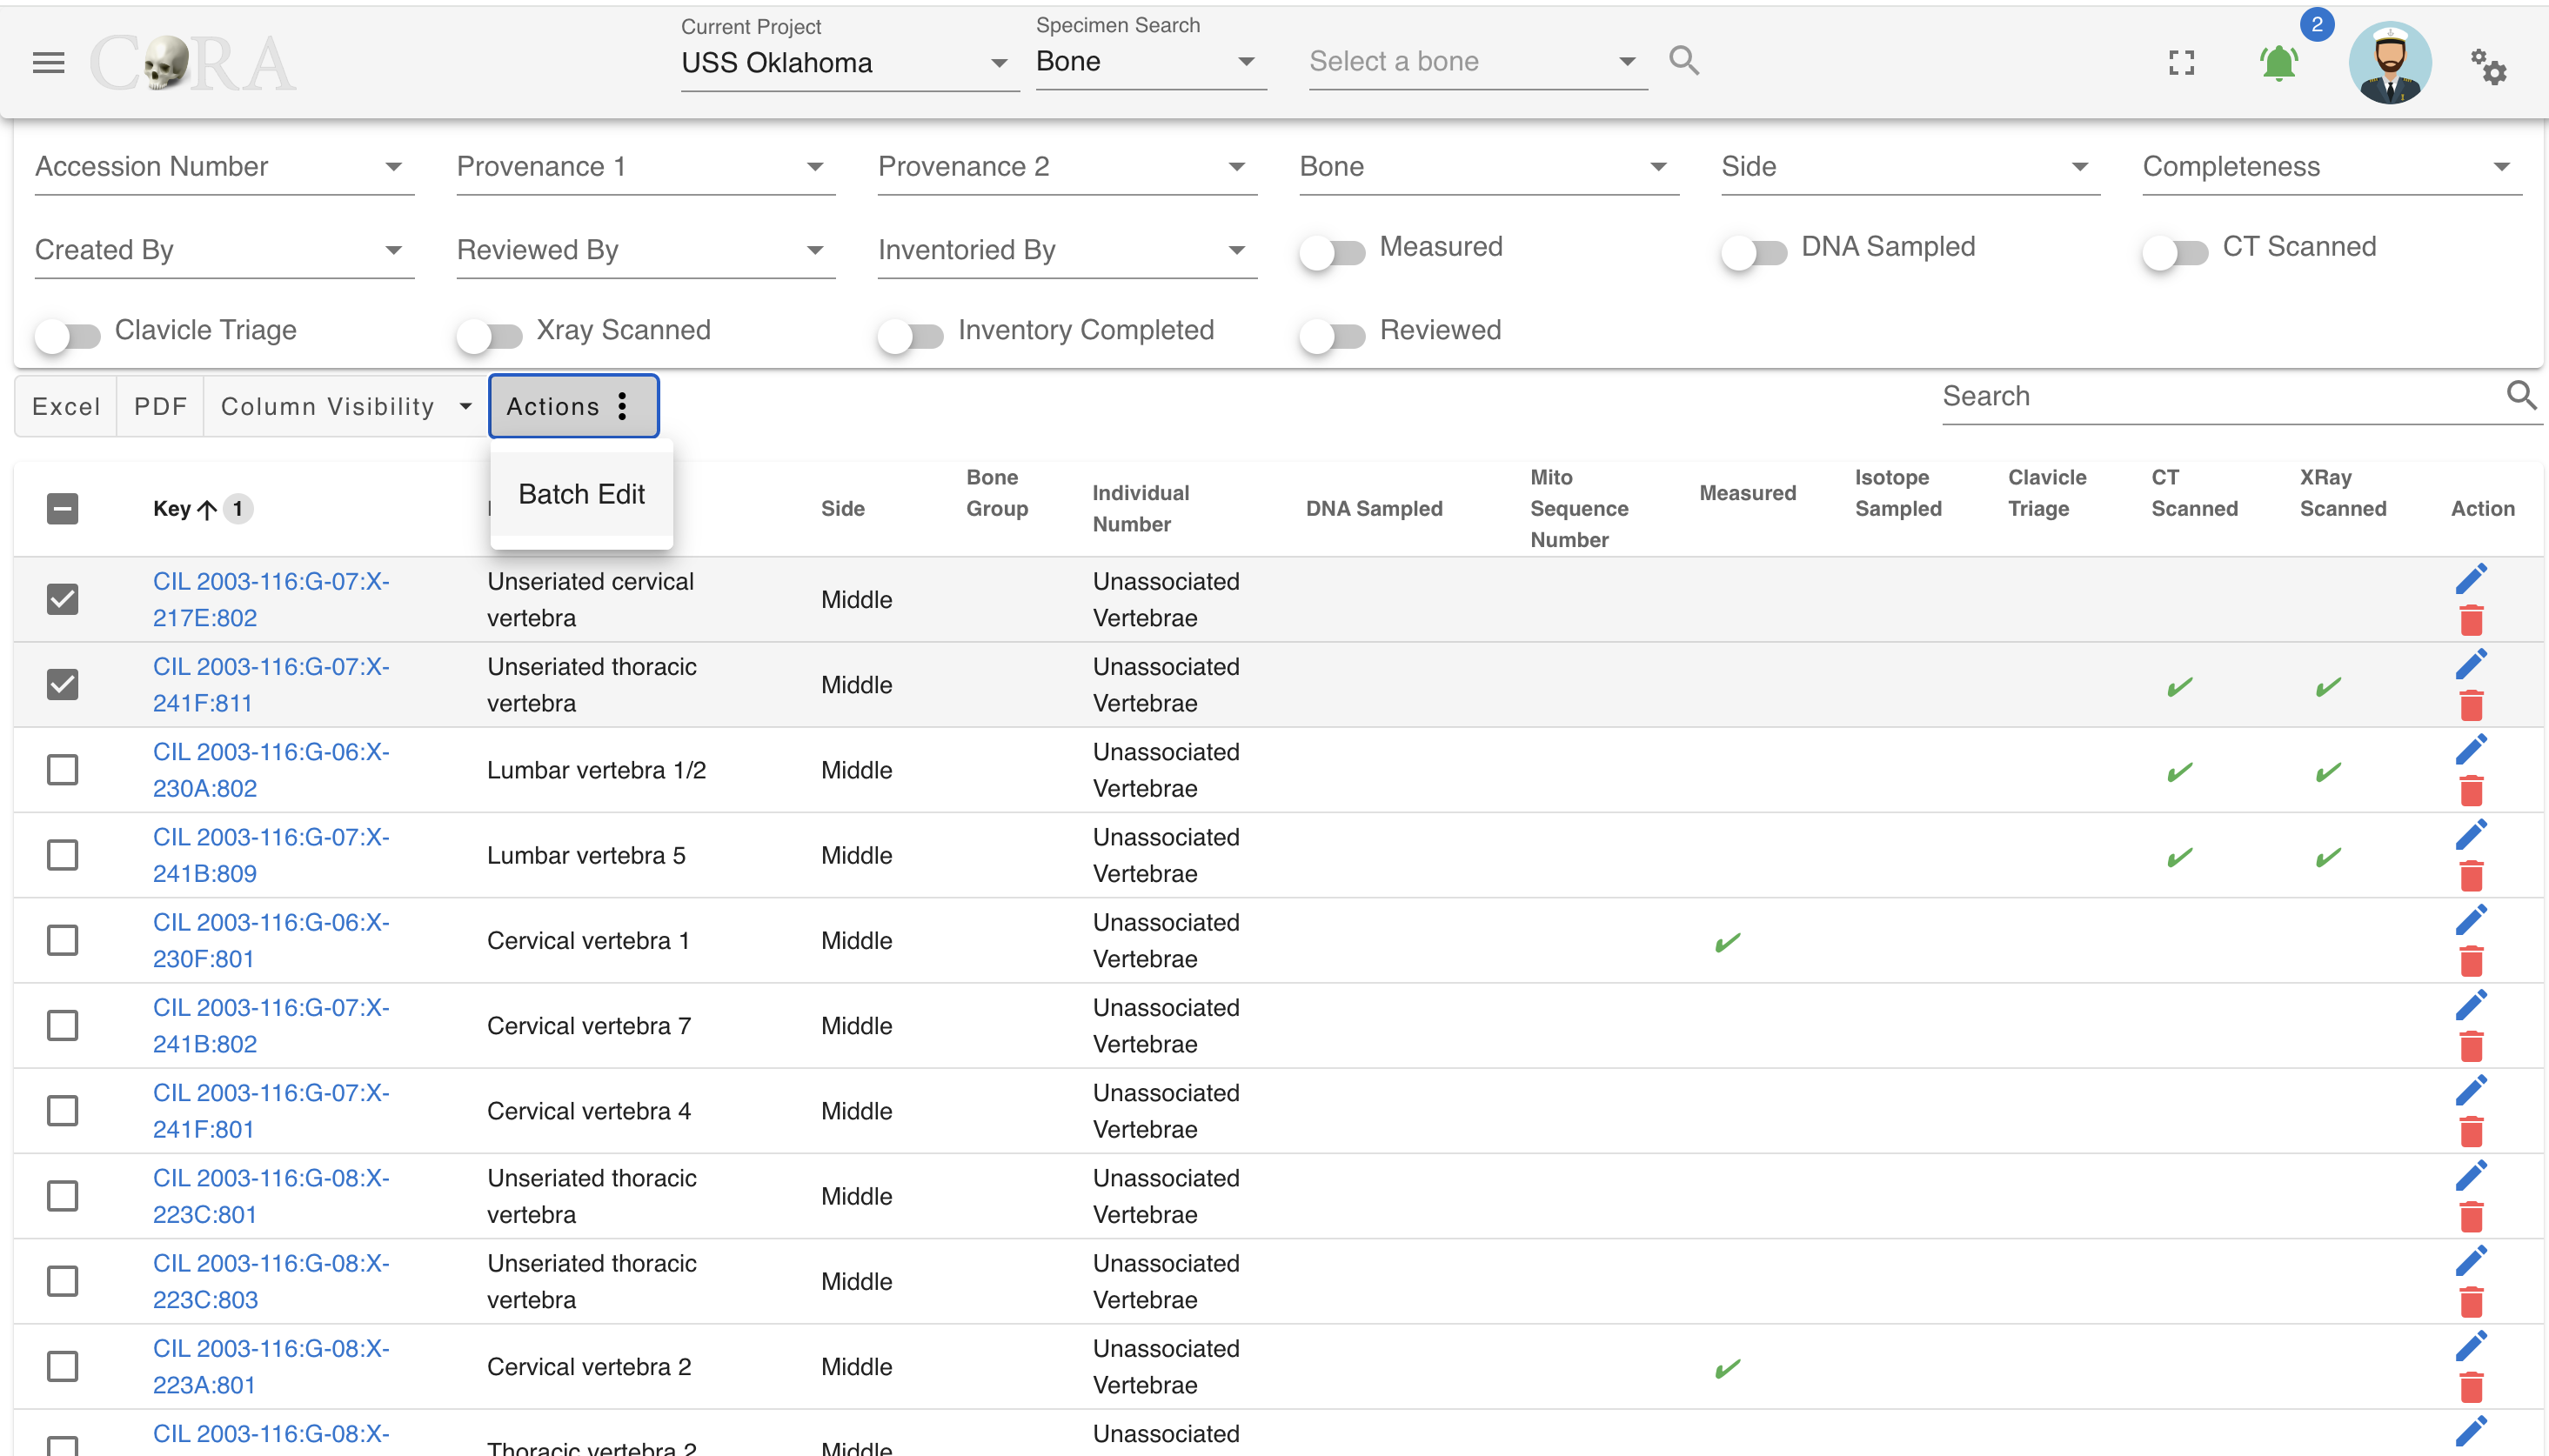 CORA
Current Project
USS Oklahoma
Specimen Search
Bone
Select a bone
2
Accession Number
Provenance 1
Provenance 2
Bone
Side
Completeness
Created By
Reviewed By
Inventoried By
Measured
DNA Sampled
CT Scanned
Clavicle Triage
Xray Scanned
Inventory Completed
Reviewed
Excel
PDF
Column Visibility
Actions
Search
Batch Edit
Key 1
Side
Bone
Group
Individual
Number
DNA Sampled
Mito
Sequence
Number
Measured
Isotope
Sampled
Clavicle
Triage
CT
Scanned
XRay
Scanned
Action
CIL 2003-116:G-07:X-
217E:802
Unseriated cervical
vertebra
Middle
Unassociated
Vertebrae
CIL 2003-116:G-07:X-
241F:811
Unseriated thoracic
vertebra
Middle
Unassociated
Vertebrae
CIL 2003-116:G-06:X-
230A:802
Lumbar vertebra 1/2
Middle
Unassociated
Vertebrae
CIL 2003-116:G-07:X-
241B:809
Lumbar vertebra 5
Middle
Unassociated
Vertebrae
CIL 2003-116:G-06:X-
230F:801
Cervical vertebra 1
Middle
Unassociated
Vertebrae
CIL 2003-116:G-07:X-
241B:802
Cervical vertebra 7
Middle
Unassociated
Vertebrae
CIL 2003-116:G-07:X-
241F:801
Cervical vertebra 4
Middle
Unassociated
Vertebrae
CIL 2003-116:G-08:X-
223C:801
Unseriated thoracic
vertebra
Middle
Unassociated
Vertebrae
CIL 2003-116:G-08:X-
223C:803
Unseriated thoracic
vertebra
Middle
Unassociated
Vertebrae
CIL 2003-116:G-08:X-
223A:801
Cervical vertebra 2
Middle
Unassociated
Vertebrae
CIL 2003-116:G-08:X-
Thoracic vertebra 2
Middle
Unassociated